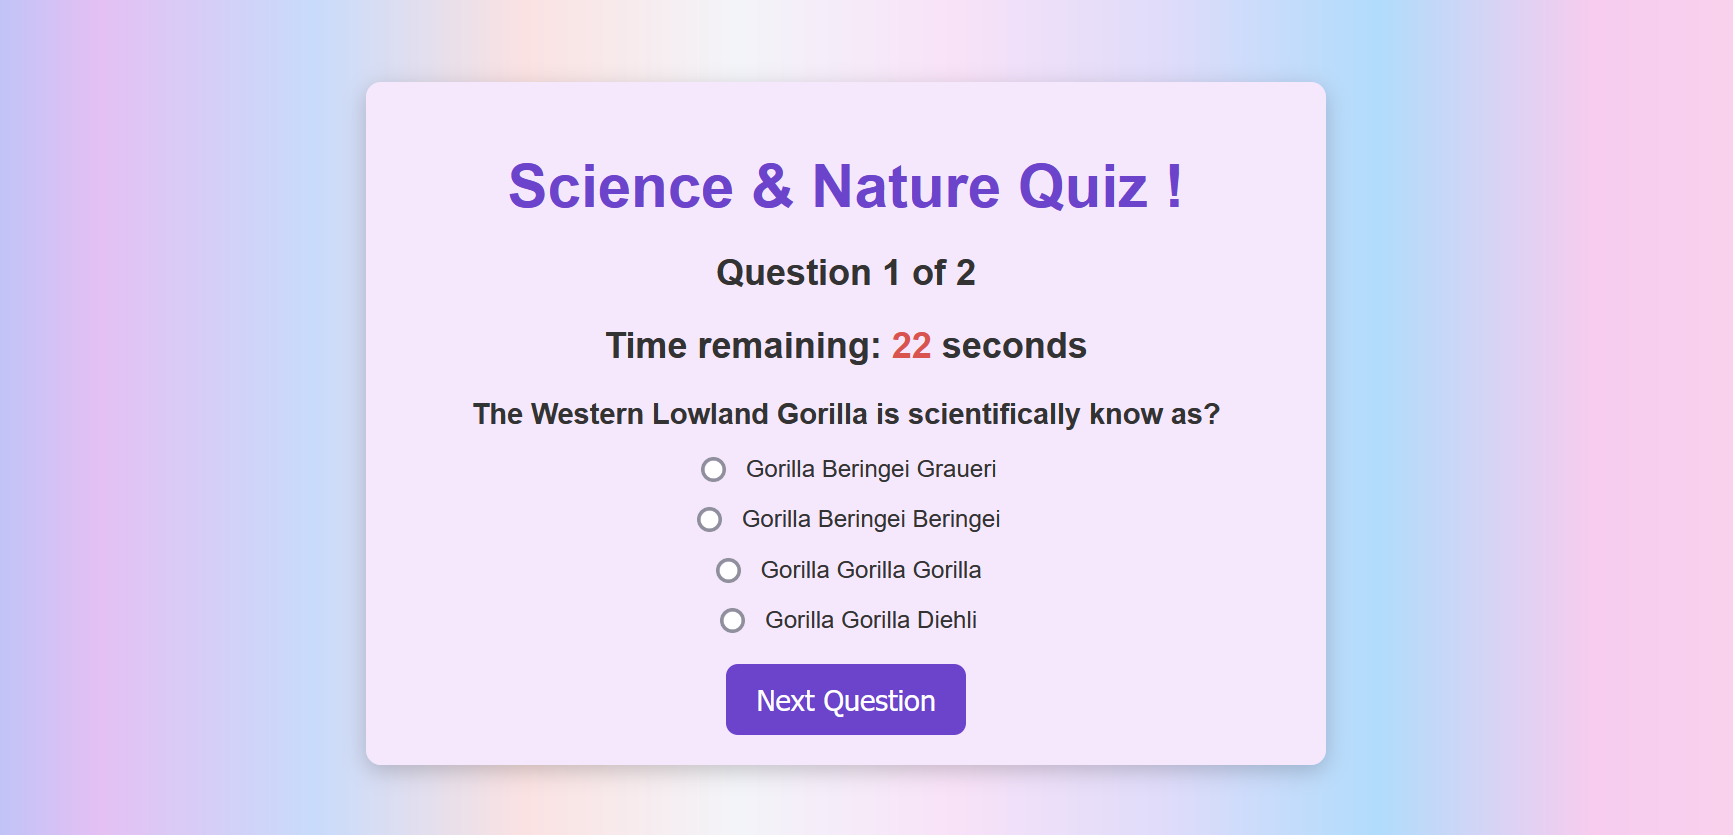 Science & Nature Quiz !
Question 1 of 2
Time remaining: 22 seconds
The Western Lowland Gorilla is scientifically know as?
Gorilla Beringei Graueri
Gorilla Beringei Beringei
Gorilla Gorilla Gorilla
Gorilla Gorilla Diehli
Next Question